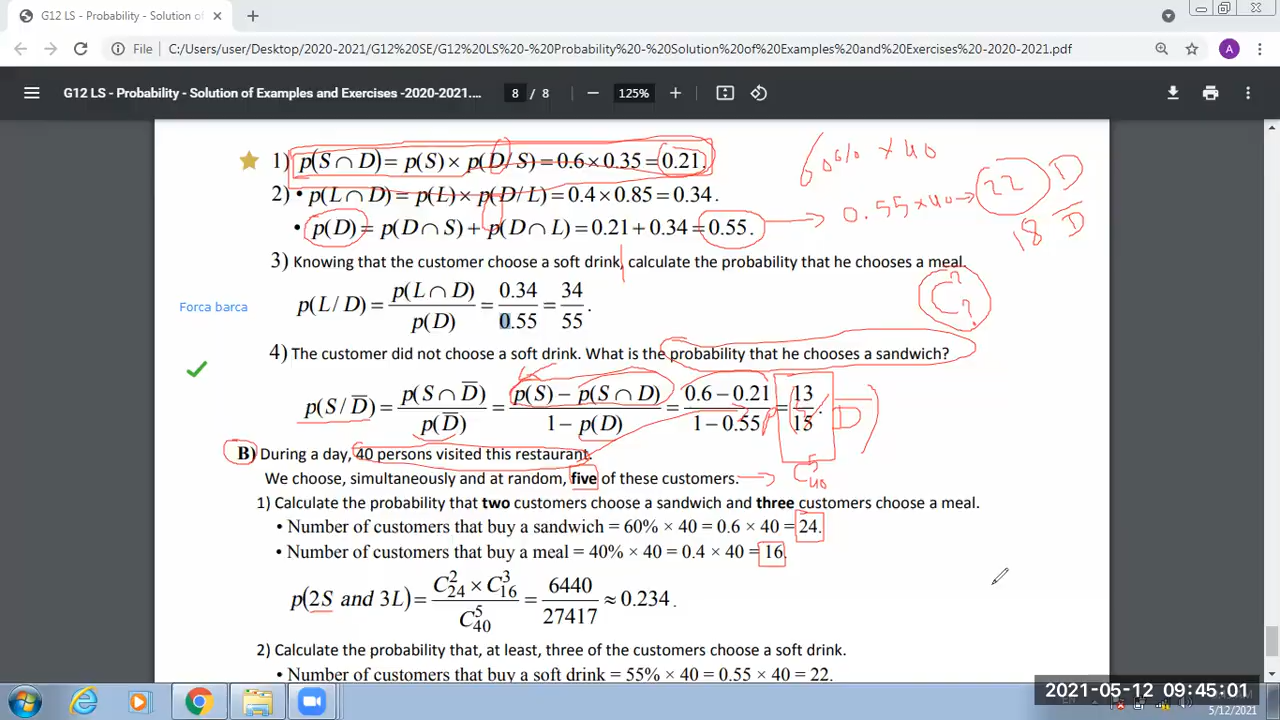 G12 LS - Probability - Solution of
File C:/Users/user/Desktop/2020-2021/G12%20SE/G12%20LS%20-%20Probability%20-%20Solution%20of%20Examples%20and%20Exercises%20-2020-2021.pdf
A
G12 LS - Probability - Solution of Examples and Exercises -2020-2021....
8 / 8
125%
1) p(S ∩ D) = p(S) × p(D/S) = 0.6 × 0.35 = 0.21.
60% × 40
2) • p(L ∩ D) = p(L) × p(D/L) = 0.4 × 0.85 = 0.34.
22 D
• p(D) = p(D ∩ S) + p(D ∩ L) = 0.21 + 0.34 = 0.55.
0.55×40
18 D̅
3) Knowing that the customer choose a soft drink, calculate the probability that he chooses a meal.
Forca barca
p(L/D) = p(L ∩ D) / p(D) = 0.34 / 0.55 = 34 / 55.
C ? ?
4) The customer did not choose a soft drink. What is the probability that he chooses a sandwich?
p(S/D̅) = p(S ∩ D̅) / p(D̅) = p(S) − p(S ∩ D) / 1 − p(D) = 0.6 − 0.21 / 1 − 0.55 = 13 / 15.
D̅
B) During a day, 40 persons visited this restaurant.
We choose, simultaneously and at random, five of these customers.
C⁵₄₀
1) Calculate the probability that two customers choose a sandwich and three customers choose a meal.
• Number of customers that buy a sandwich = 60% × 40 = 0.6 × 40 = 24.
• Number of customers that buy a meal = 40% × 40 = 0.4 × 40 = 16.
p(2S and 3L) = C²₂₄ × C³₁₆ / C⁵₄₀ = 6440 / 27417 ≈ 0.234.
2) Calculate the probability that, at least, three of the customers choose a soft drink.
• Number of customers that buy a soft drink = 55% × 40 = 0.55 × 40 = 22.
2021-05-12 09:45:01
5/12/2021